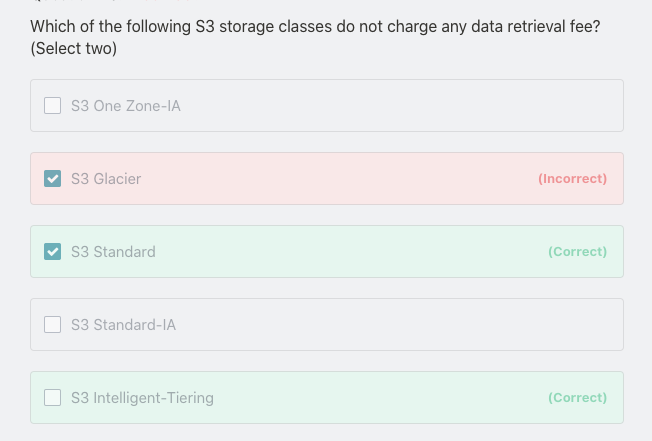 Which of the following S3 storage classes do not charge any data retrieval fee?
(Select two)
S3 One Zone-IA
S3 Glacier (Incorrect)
S3 Standard (Correct)
S3 Standard-IA
S3 Intelligent-Tiering (Correct)